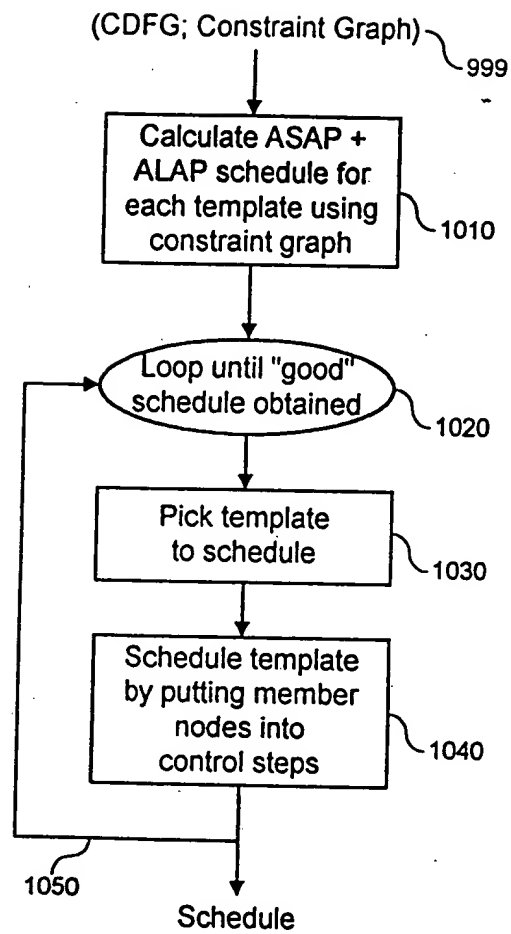 (CDFG; Constraint Graph)
999
Calculate ASAP +
ALAP schedule for
each template using
constraint graph
1010
Loop until "good"
schedule obtained
1020
Pick template
to schedule
1030
Schedule template
by putting member
nodes into
control steps
1040
1050
Schedule